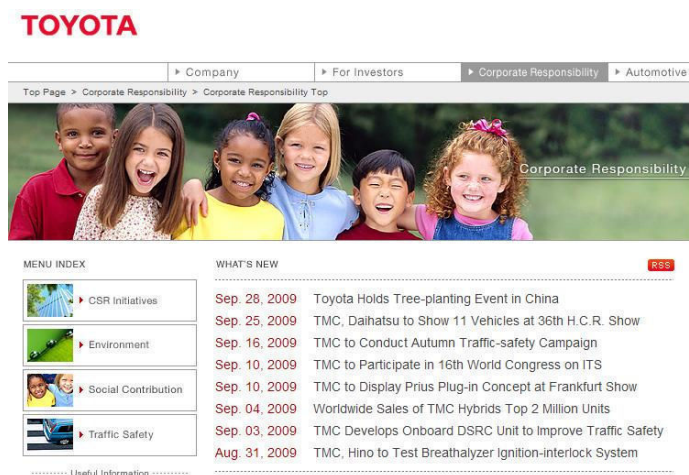 TOYOTA
Company For Investors Corporate Responsibility Automotive
Top Page > Corporate Responsibility > Corporate Responsibility Top
Corporate Responsibility
MENU INDEX
CSR Initiatives
Environment
Social Contribution
Traffic Safety
Useful Information
WHAT'S NEW RSS
Sep. 28, 2009 Toyota Holds Tree-planting Event in China
Sep. 25, 2009 TMC, Daihatsu to Show 11 Vehicles at 36th H.C.R. Show
Sep. 16, 2009 TMC to Conduct Autumn Traffic-safety Campaign
Sep. 10, 2009 TMC to Participate in 16th World Congress on ITS
Sep. 10, 2009 TMC to Display Prius Plug-in Concept at Frankfurt Show
Sep. 04, 2009 Worldwide Sales of TMC Hybrids Top 2 Million Units
Sep. 03, 2009 TMC Develops Onboard DSRC Unit to Improve Traffic Safety
Aug. 31, 2009 TMC, Hino to Test Breathalyzer Ignition-interlock System